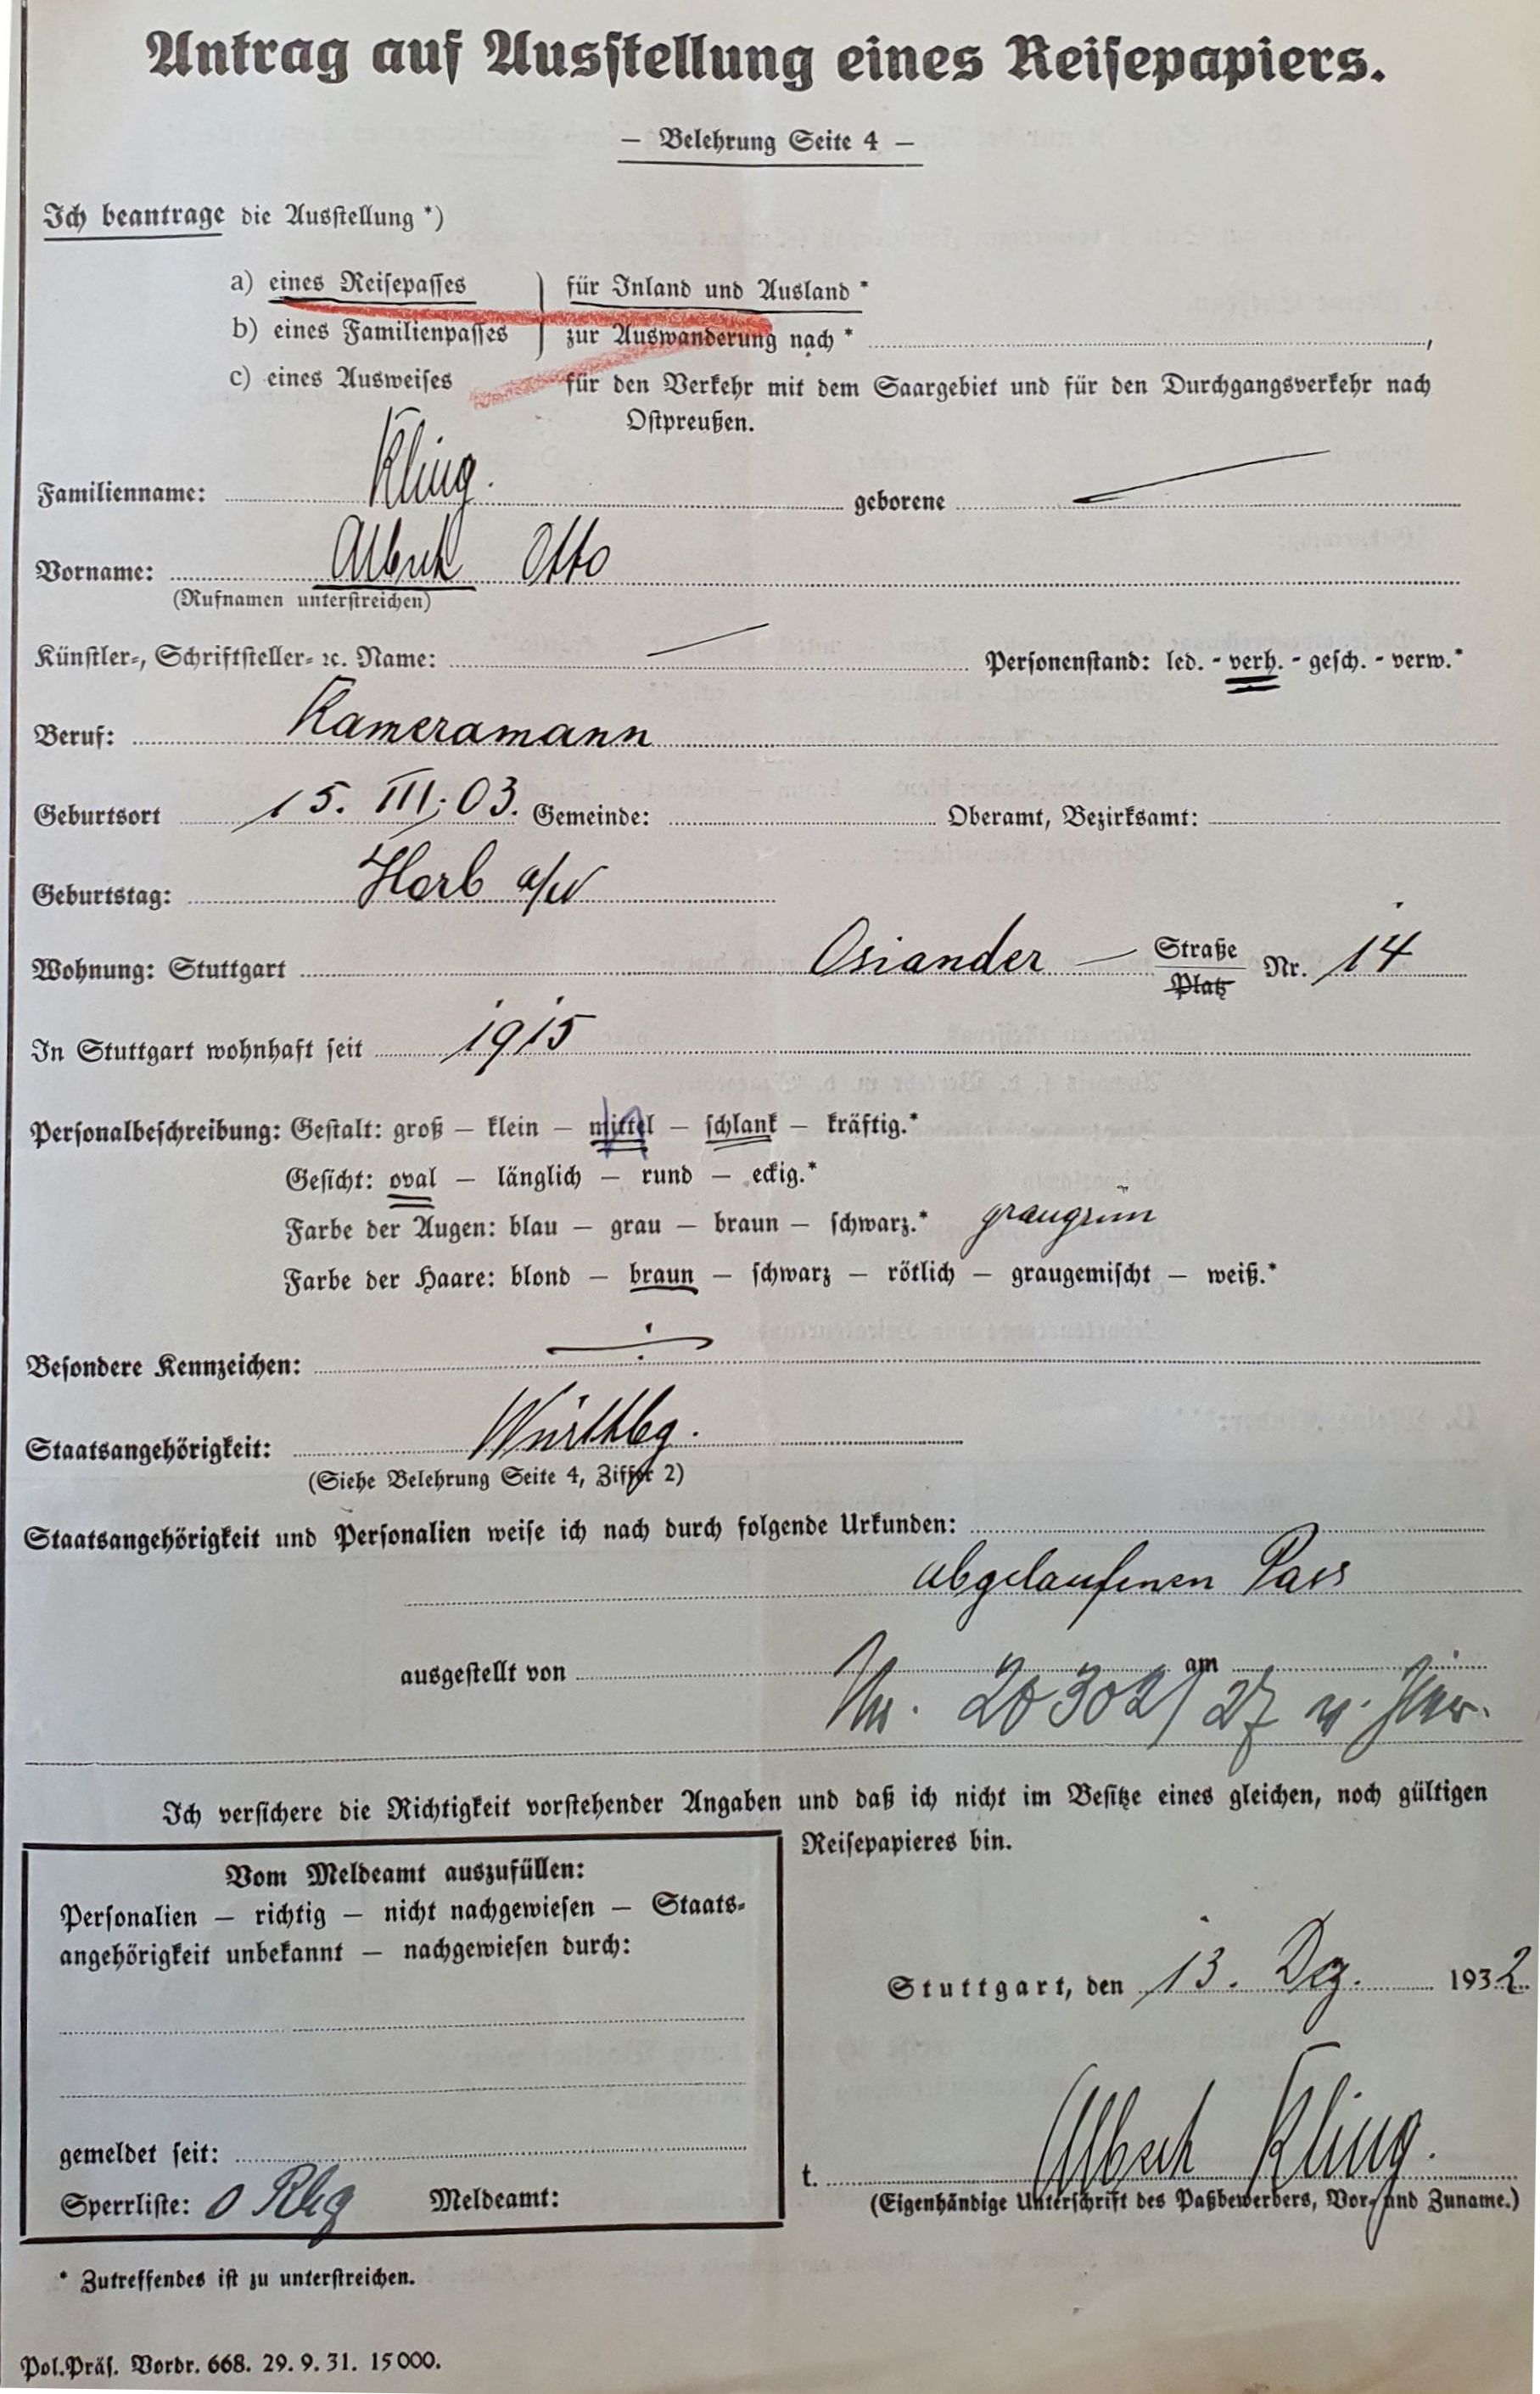 Antrag auf Ausstellung eines Reisepapiers.
— Belehrung Seite 4 —
Ich beantrage die Ausstellung *)
a) eines Reisepasses für Inland und Ausland *
b) eines Familienpasses zur Auswanderung nach * ,
c) eines Ausweises für den Verkehr mit dem Saargebiet und für den Durchgangsverkehr nach
Ostpreußen.
Familienname: Kling. geborene
Vorname: Albrecht Otto
(Rufnamen unterstreichen)
Künstler-, Schriftsteller- ꝛc. Name: Personenstand: led. - verh. - gesch. - verw.*
Beruf: Kameramann
Geburtsort 15. III. 03. Gemeinde: Oberamt, Bezirksamt:
Geburtstag: Horb a/N
Wohnung: Stuttgart Osiander — Straße Platz Nr. 14
In Stuttgart wohnhaft seit 1915
Personalbeschreibung: Gestalt: groß — klein — mittel — schlank — kräftig.*
Gesicht: oval — länglich — rund — eckig.*
Farbe der Augen: blau — grau — braun — schwarz.* graugrün
Farbe der Haare: blond — braun — schwarz — rötlich — graugemischt — weiß.*
Besondere Kennzeichen:
Staatsangehörigkeit: Württbg.
(Siehe Belehrung Seite 4, Ziffer 2)
Staatsangehörigkeit und Personalien weise ich nach durch folgende Urkunden:
abgelaufenen Pass
ausgestellt von am
Nr. 20302/27 v.
Ich versichere die Richtigkeit vorstehender Angaben und daß ich nicht im Besitze eines gleichen, noch gültigen
Reisepapieres bin.
Vom Meldeamt auszufüllen:
Personalien — richtig — nicht nachgewiesen — Staats-
angehörigkeit unbekannt — nachgewiesen durch:
Stuttgart, den 13. Dez. 1932.
gemeldet seit:
Sperrliste: 0 Meldeamt:
t. Albrecht Kling.
(Eigenhändige Unterschrift des Paßbewerbers, Vor- und Zuname.)
* Zutreffendes ist zu unterstreichen.
Pol.Präs. Vordr. 668. 29. 9. 31. 15000.